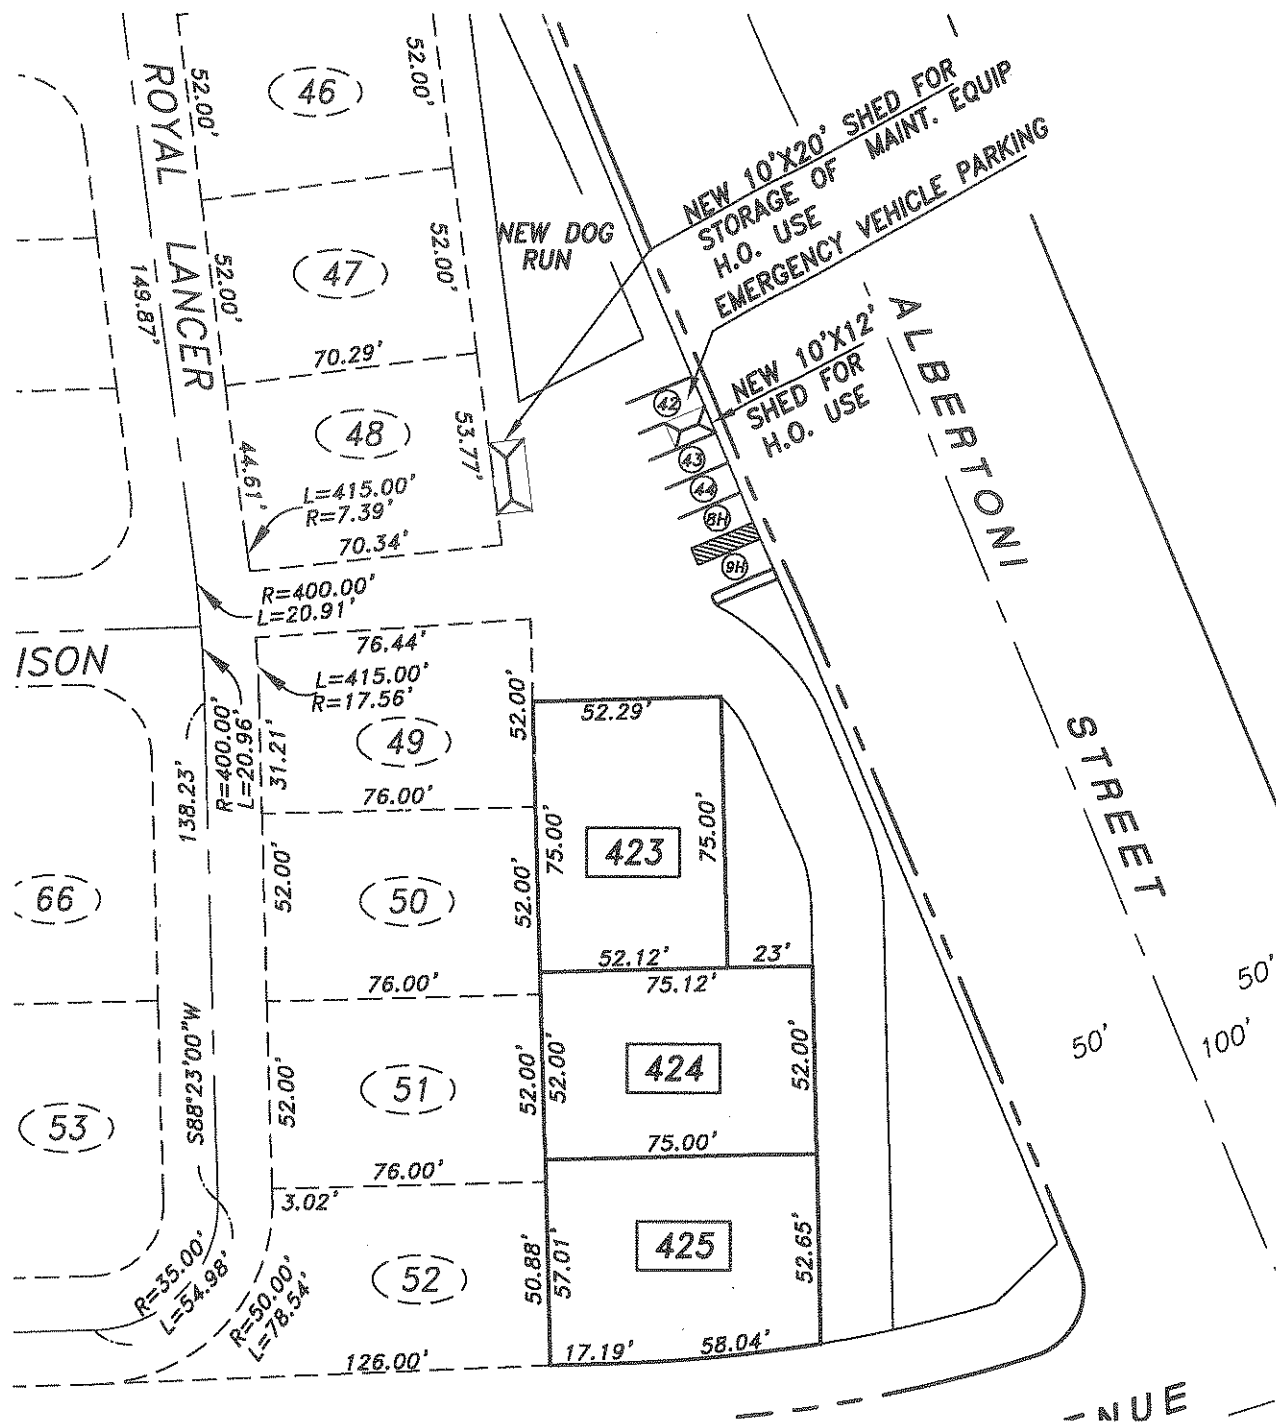 ROYAL LANCER
52.00'
46
52.00'
NEW 10'X20' SHED FOR
STORAGE OF MAINT. EQUIP
H.O. USE
EMERGENCY VEHICLE PARKING
NEW DOG
RUN
52.00'
47
52.00'
149.87'
70.29'
NEW 10'X12'
SHED FOR
H.O. USE
ALBERTONI STREET
42
43
44
8H
9H
48
53.77'
44.61'
L=415.00'
R=7.39'
70.34'
R=400.00'
L=20.91'
ISON
76.44'
L=415.00'
R=17.56'
52.00'
52.29'
49
R=400.00'
L=20.96'
31.21'
138.23'
76.00'
75.00'
423
75.00'
66
52.00'
50
52.00'
52.12'
23'
76.00'
75.12'
50'
50'
100'
S88°23'00"W
53
52.00'
51
52.00'
52.00'
424
52.00'
75.00'
76.00'
3.02'
R=35.00'
L=54.98'
R=50.00'
L=78.54'
52
50.88'
57.01'
425
52.65'
126.00'
17.19'
58.04'
NUE